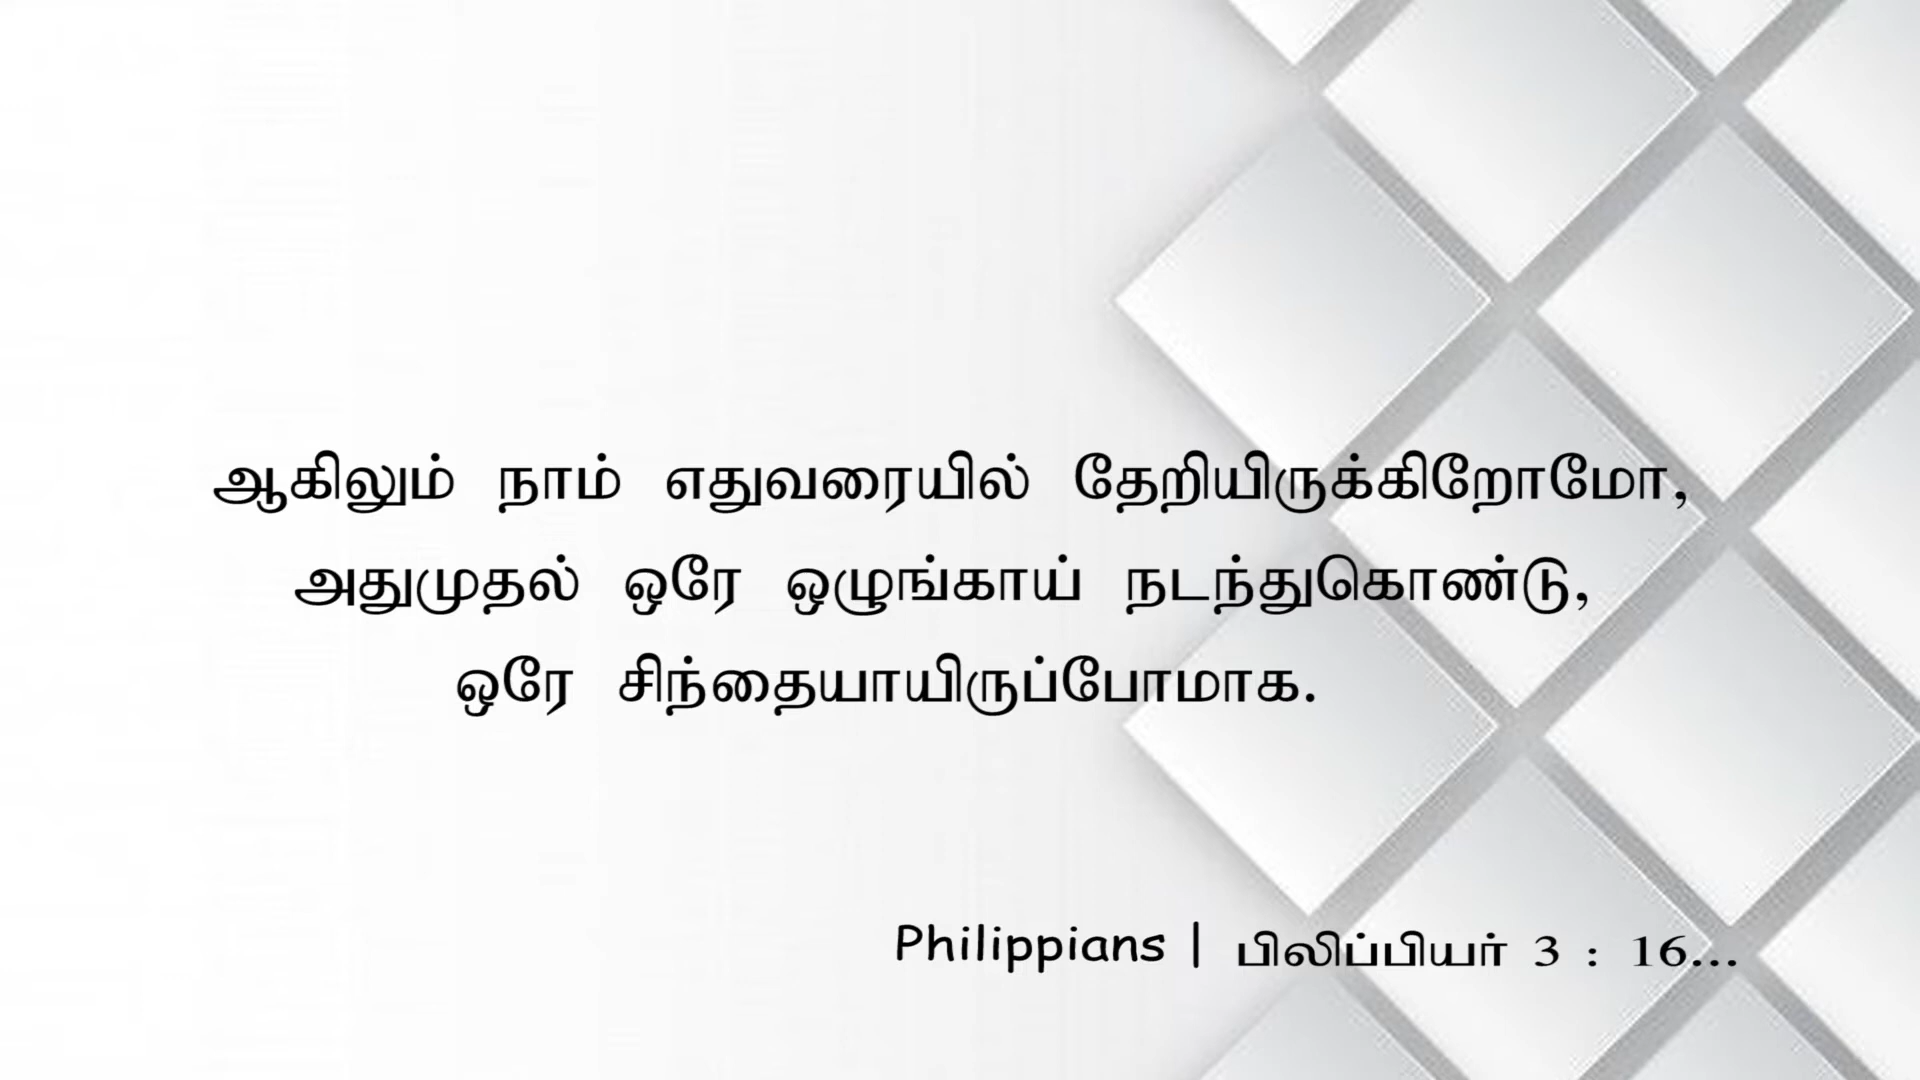 ஆகிலும் நாம் எதுவரையில் தேறியிருக்கிறோமோ,
அதுமுதல் ஒரே ஒழுங்காய் நடந்துகொண்டு,
ஒரே சிந்தையாயிருப்போமாக.
Philippians | பிலிப்பியர் 3 : 16...